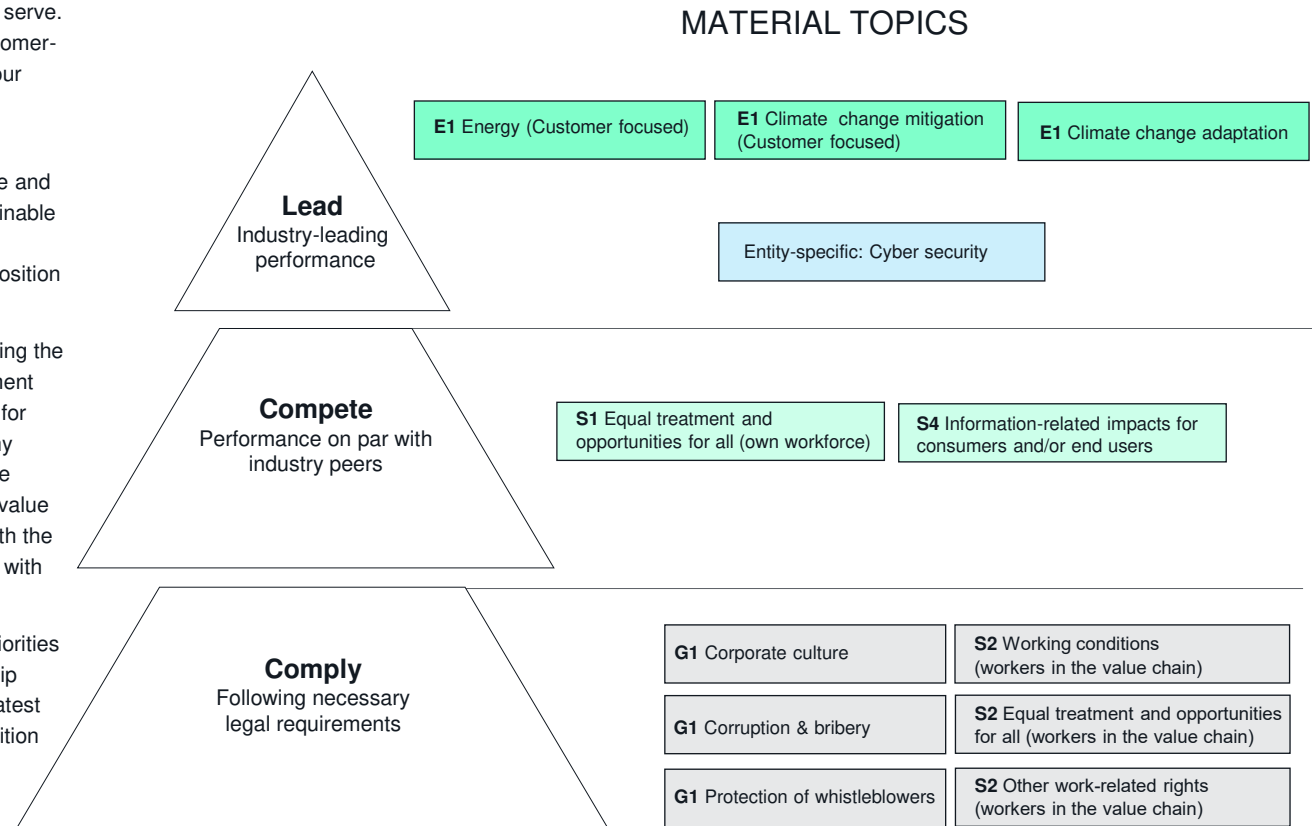 serve.
omer-
our
e and
inable
osition
ing the
nent
for
ny
e
value
th the
with
iorities
ip
atest
ition
MATERIAL TOPICS
Lead
Industry-leading
performance
E1 Energy (Customer focused)
E1 Climate change mitigation
(Customer focused)
E1 Climate change adaptation
Entity-specific: Cyber security
Compete
Performance on par with
industry peers
S1 Equal treatment and
opportunities for all (own workforce)
S4 Information-related impacts for
consumers and/or end users
Comply
Following necessary
legal requirements
G1 Corporate culture
S2 Working conditions
(workers in the value chain)
G1 Corruption & bribery
S2 Equal treatment and opportunities
for all (workers in the value chain)
G1 Protection of whistleblowers
S2 Other work-related rights
(workers in the value chain)